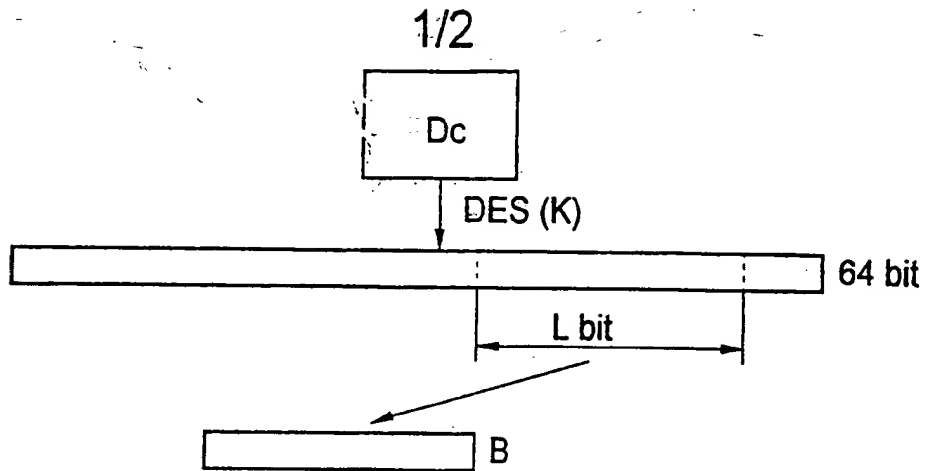 1/2
Dc
DES (K)
64 bit
L bit
B